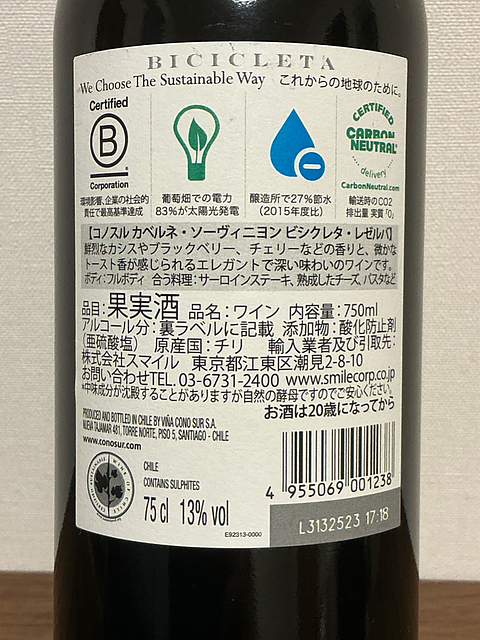 BICICLETA
We Choose The Sustainable Way これからの地球のために。
Certified
B
Corporation
環境影響、企業の社会的
責任で最高基準達成
葡萄畑での電力
83%が太陽光発電
醸造所で27%節水
(2015年度比)
CERTIFIED
CARBON
NEUTRAL
delivery
CarbonNeutral.com
輸送時のCO2
排出量 実質「0」
【コノスル カベルネ・ソーヴィニヨン ビシクレタ・レゼルバ】
鮮烈なカシスやブラックベリー、チェリーなどの香りと、微かな
トースト香が感じられるエレガントで深い味わいのワインです。
ボディ:フルボディ 合う料理:サーロインステーキ、熟成したチーズ、パスタなど
品目:果実酒 品名:ワイン 内容量:750ml
アルコール分:裏ラベルに記載 添加物:酸化防止剤
(亜硫酸塩) 原産国:チリ 輸入業者及び引取先:
株式会社スマイル 東京都江東区潮見2-8-10
お問い合わせTEL.03-6731-2400 www.smilecorp.co.jp
*中味成分が沈殿することがありますが自然の酵母ですのでご安心ください。
お酒は20歳になってから
PRODUCED AND BOTTLED IN CHILE BY VIÑA CONO SUR S.A.
NUEVA TAJAMAR 481, TORRE NORTE, PISO 5, SANTIAGO - CHILE
www.conosur.com
CHILE
CONTAINS SULPHITES
75 cl 13% vol
4 955069 001238
E92313-0000
L3132523 17:18